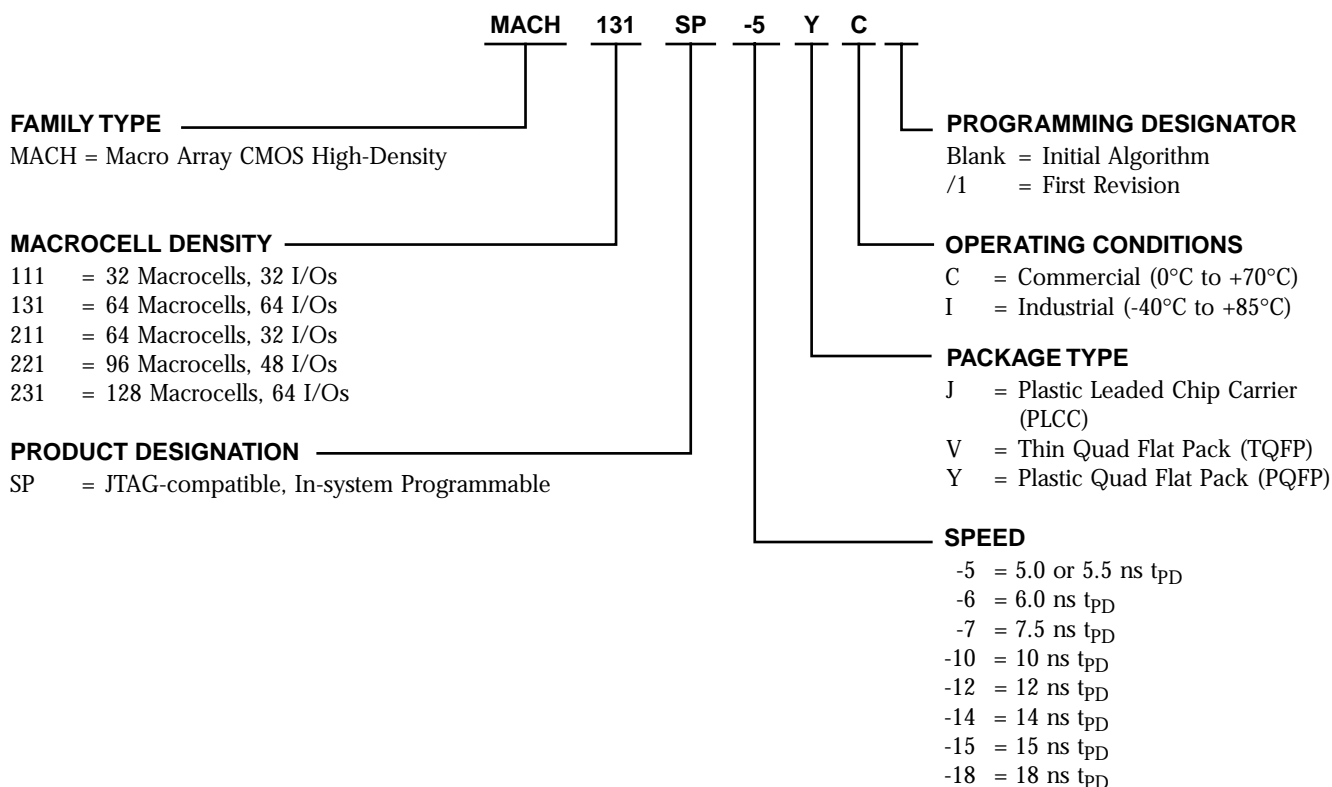 MACH 131 SP -5 Y C
FAMILY TYPE
MACH = Macro Array CMOS High-Density
MACROCELL DENSITY
111 = 32 Macrocells, 32 I/Os
131 = 64 Macrocells, 64 I/Os
211 = 64 Macrocells, 32 I/Os
221 = 96 Macrocells, 48 I/Os
231 = 128 Macrocells, 64 I/Os
PRODUCT DESIGNATION
SP = JTAG-compatible, In-system Programmable
PROGRAMMING DESIGNATOR
Blank = Initial Algorithm
/1 = First Revision
OPERATING CONDITIONS
C = Commercial (0°C to +70°C)
I = Industrial (-40°C to +85°C)
PACKAGE TYPE
J = Plastic Leaded Chip Carrier
(PLCC)
V = Thin Quad Flat Pack (TQFP)
Y = Plastic Quad Flat Pack (PQFP)
SPEED
-5 = 5.0 or 5.5 ns tPD
-6 = 6.0 ns tPD
-7 = 7.5 ns tPD
-10 = 10 ns tPD
-12 = 12 ns tPD
-14 = 14 ns tPD
-15 = 15 ns tPD
-18 = 18 ns tPD